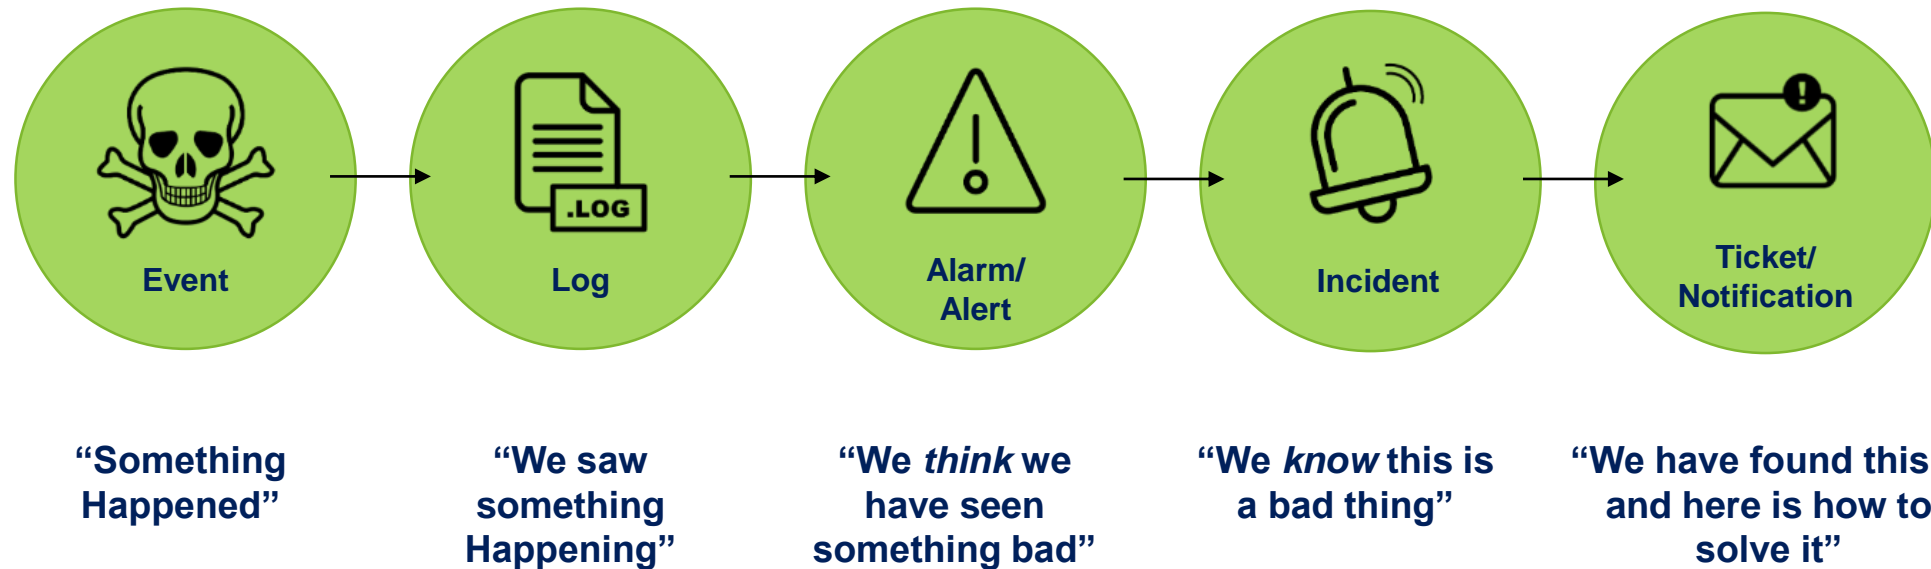 .LOG
Event
Log
Alarm/
Alert
Incident
Ticket/
Notification
“Something
Happened”
“We saw
something
Happening”
“We think we
have seen
something bad”
“We know this is
a bad thing”
“We have found this
and here is how to
solve it”